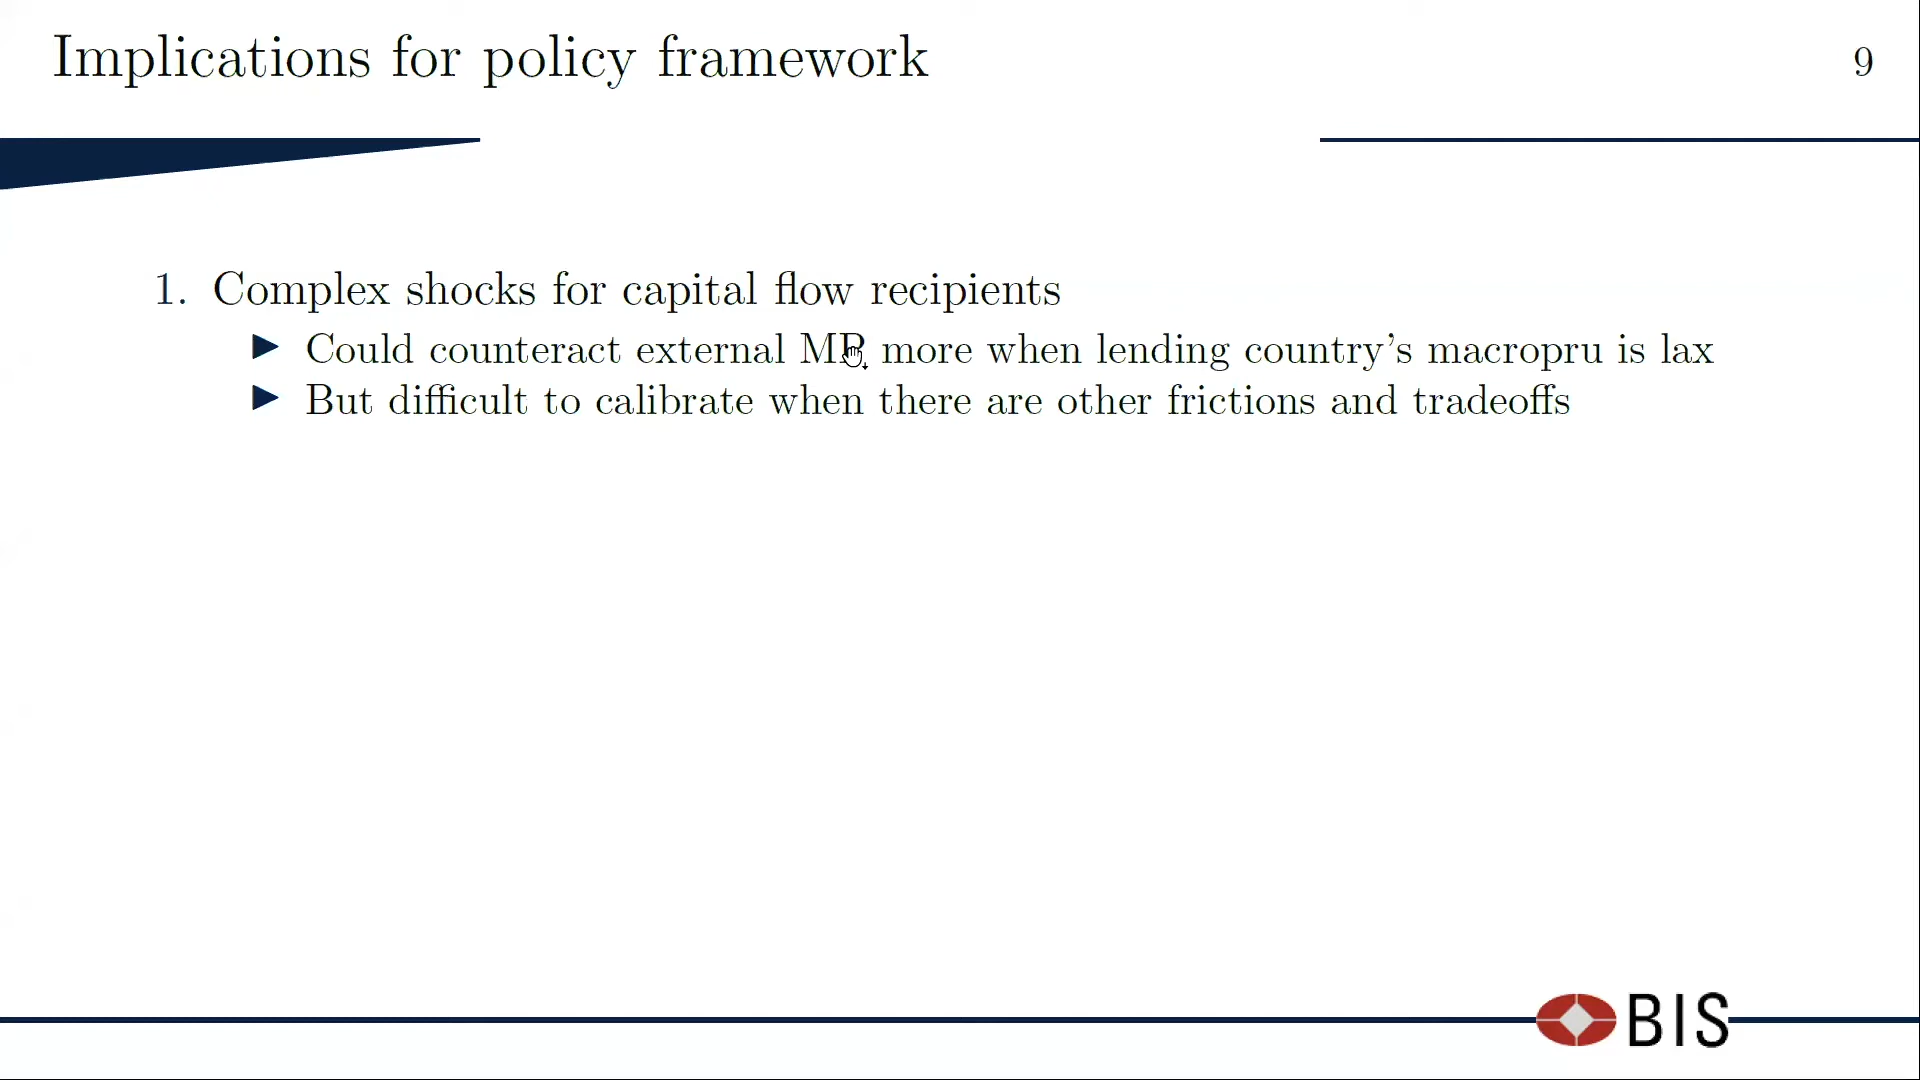 Implications for policy framework
9
1. Complex shocks for capital flow recipients
▶ Could counteract external MP more when lending country's macropru is lax
▶ But difficult to calibrate when there are other frictions and tradeoffs
BIS